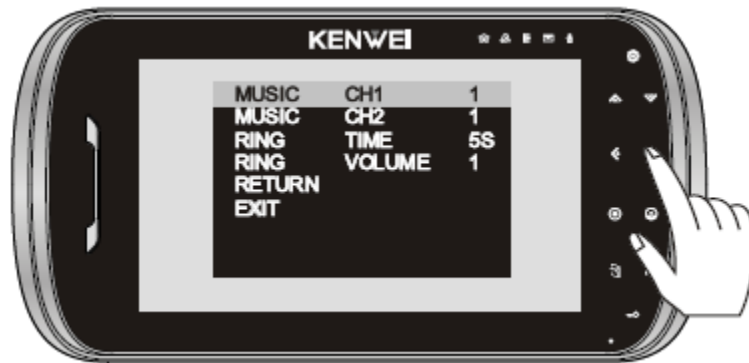 KENWEI
MUSIC CH1 1
MUSIC CH2 1
RING TIME 5S
RING VOLUME 1
RETURN
EXIT